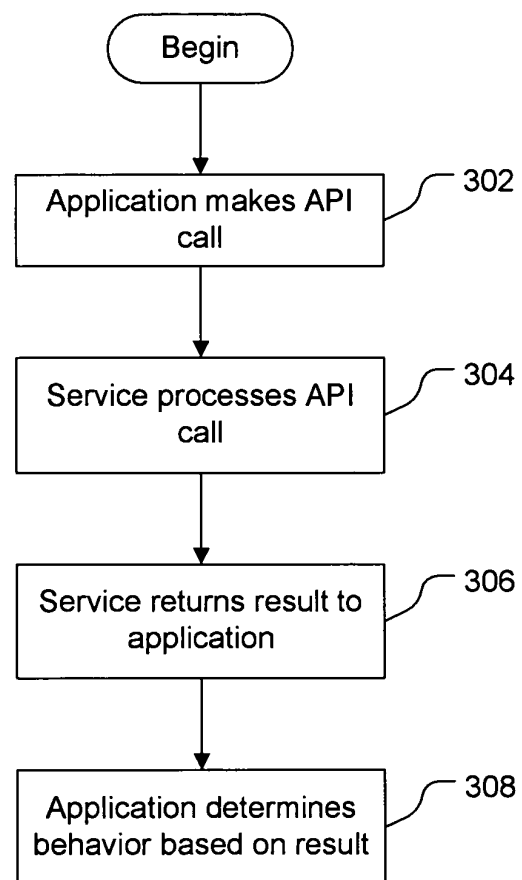 Begin
Application makes API
call
302
Service processes API
call
304
Service returns result to
application
306
Application determines
behavior based on result
308